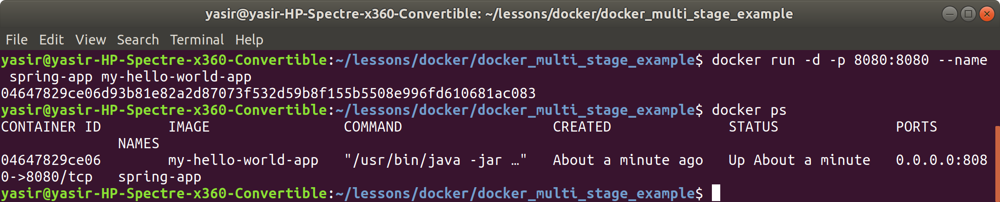 yasir@yasir-HP-Spectre-x360-Convertible: ~/lessons/docker/docker_multi_stage_example
File Edit View Search Terminal Help
yasir@yasir-HP-Spectre-x360-Convertible:~/lessons/docker/docker_multi_stage_example$ docker run -d -p 8080:8080 --name
 spring-app my-hello-world-app
04647829ce06d93b81e82a2d87073f532d59b8f155b5508e996fd610681ac083
yasir@yasir-HP-Spectre-x360-Convertible:~/lessons/docker/docker_multi_stage_example$ docker ps
CONTAINER ID        IMAGE                COMMAND                  CREATED              STATUS              PORTS
              NAMES
04647829ce06        my-hello-world-app   "/usr/bin/java -jar …"   About a minute ago   Up About a minute   0.0.0.0:808
0->8080/tcp   spring-app
yasir@yasir-HP-Spectre-x360-Convertible:~/lessons/docker/docker_multi_stage_example$